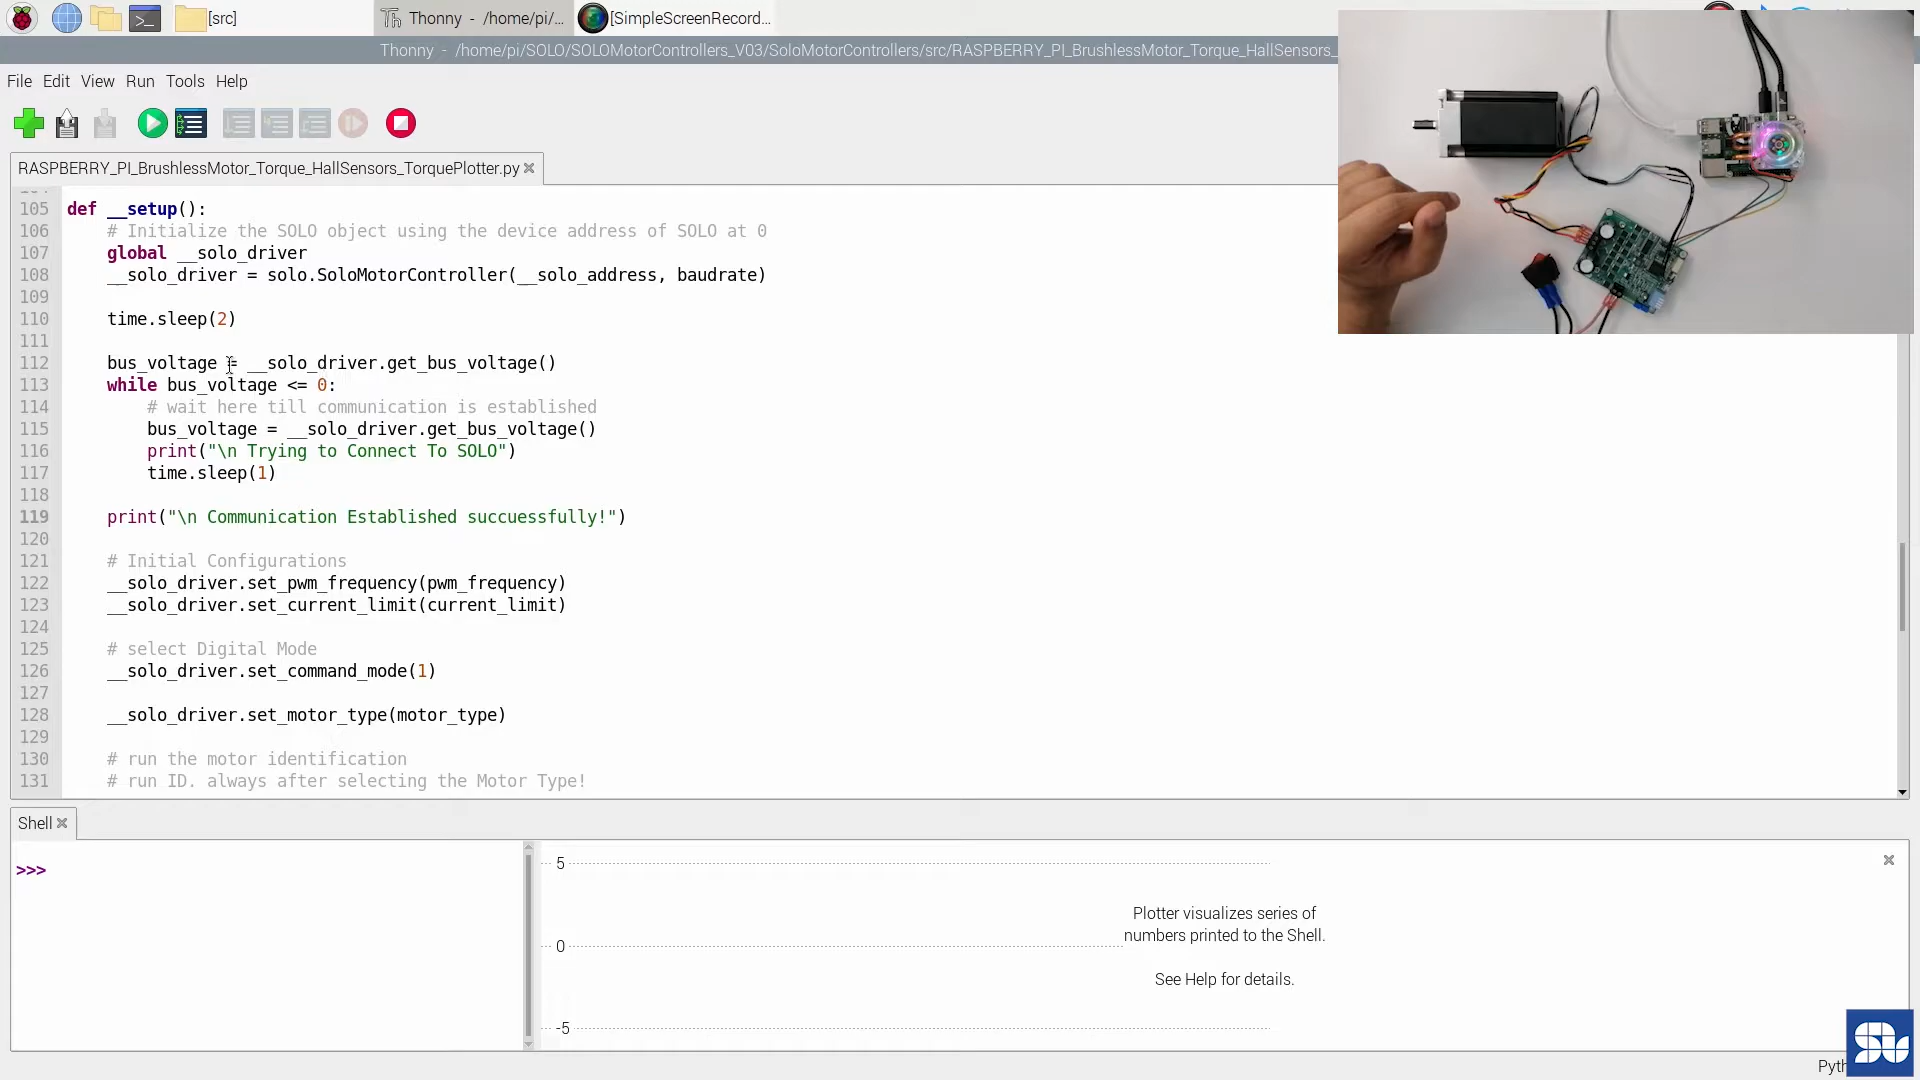 [src]
Thonny - /home/pi/...
[SimpleScreenRecord...
Thonny - /home/pi/SOLO/SOLOMotorControllers_V03/SoloMotorControllers/src/RASPBERRY_PI_BrushlessMotor_Torque_HallSensors_
File Edit View Run Tools Help
RASPBERRY_PI_BrushlessMotor_Torque_HallSensors_TorquePlotter.py
105 def __setup():
106 # Initialize the SOLO object using the device address of SOLO at 0
107 global __solo_driver
108 __solo_driver = solo.SoloMotorController(__solo_address, baudrate)
109
110 time.sleep(2)
111
112 bus_voltage = __solo_driver.get_bus_voltage()
113 while bus_voltage <= 0:
114 # wait here till communication is established
115 bus_voltage = __solo_driver.get_bus_voltage()
116 print("\n Trying to Connect To SOLO")
117 time.sleep(1)
118
119 print("\n Communication Established succuessfully!")
120
121 # Initial Configurations
122 __solo_driver.set_pwm_frequency(pwm_frequency)
123 __solo_driver.set_current_limit(current_limit)
124
125 # select Digital Mode
126 __solo_driver.set_command_mode(1)
127
128 __solo_driver.set_motor_type(motor_type)
129
130 # run the motor identification
131 # run ID. always after selecting the Motor Type!
Shell
>>>
5
0
-5
Plotter visualizes series of
numbers printed to the Shell.
See Help for details.
Pyth